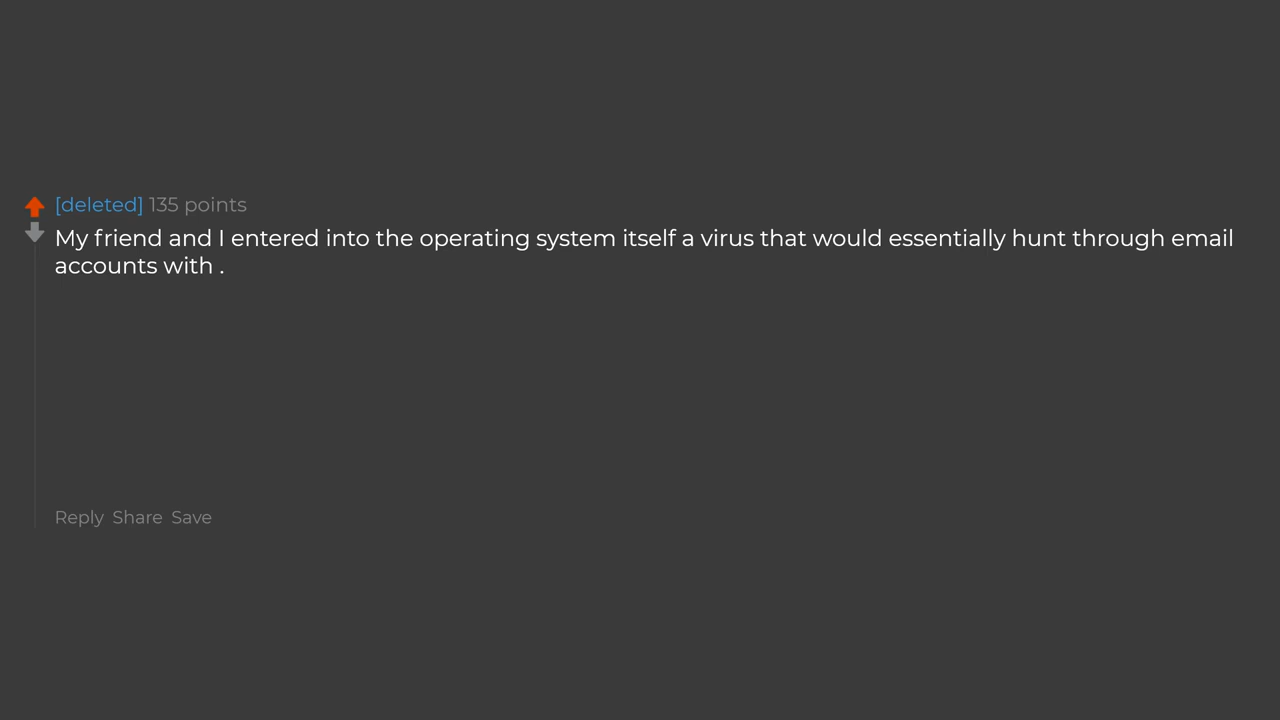 [deleted] 135 points
My friend and I entered into the operating system itself a virus that would essentially hunt through email
accounts with .
Reply Share Save